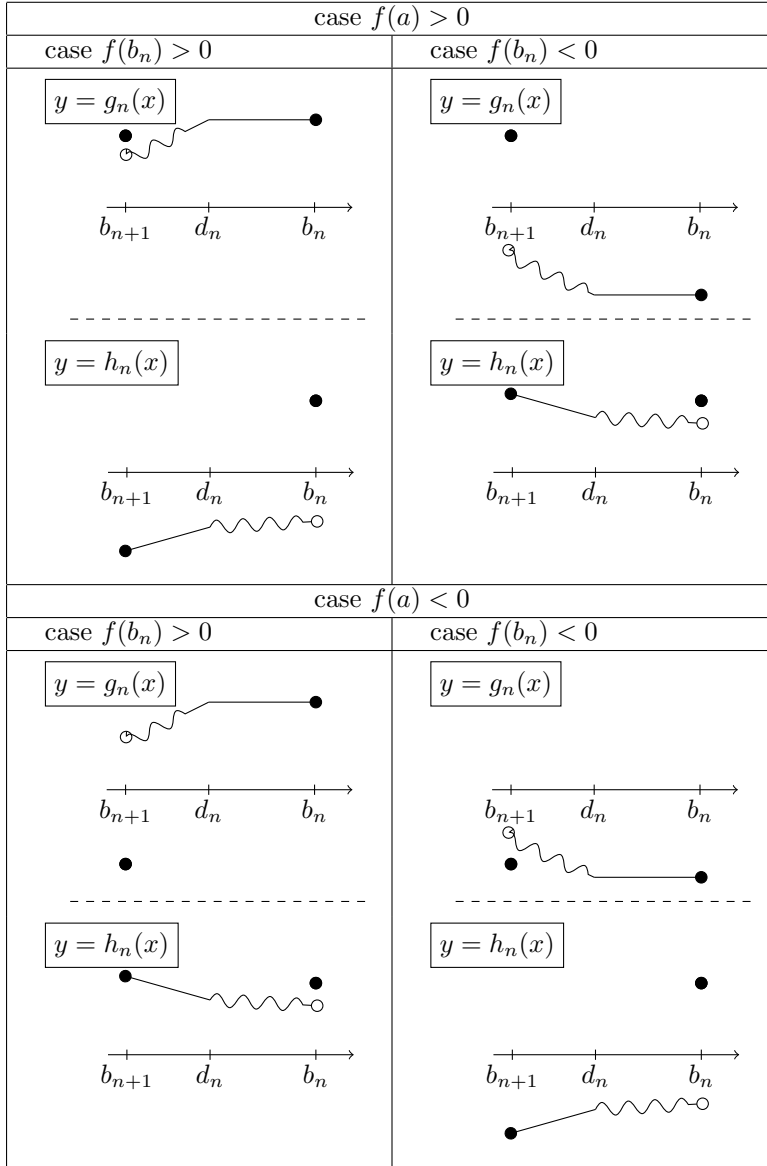 case $f(a) > 0$
case $f(b_n) > 0$
case $f(b_n) < 0$
$y = g_n(x)$
$y = g_n(x)$
$b_{n+1}$ $d_n$ $b_n$
$b_{n+1}$ $d_n$ $b_n$
$y = h_n(x)$
$y = h_n(x)$
$b_{n+1}$ $d_n$ $b_n$
$b_{n+1}$ $d_n$ $b_n$
case $f(a) < 0$
case $f(b_n) > 0$
case $f(b_n) < 0$
$y = g_n(x)$
$y = g_n(x)$
$b_{n+1}$ $d_n$ $b_n$
$b_{n+1}$ $d_n$ $b_n$
$y = h_n(x)$
$y = h_n(x)$
$b_{n+1}$ $d_n$ $b_n$
$b_{n+1}$ $d_n$ $b_n$